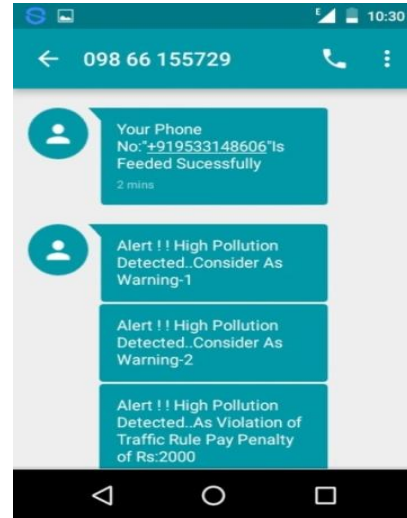 E 10:30
098 66 155729
Your Phone
No:"+919533148606"Is
Feeded Sucessfully
2 mins
Alert ! ! High Pollution
Detected..Consider As
Warning-1
Alert ! ! High Pollution
Detected..Consider As
Warning-2
Alert ! ! High Pollution
Detected..As Violation of
Traffic Rule Pay Penalty
of Rs:2000